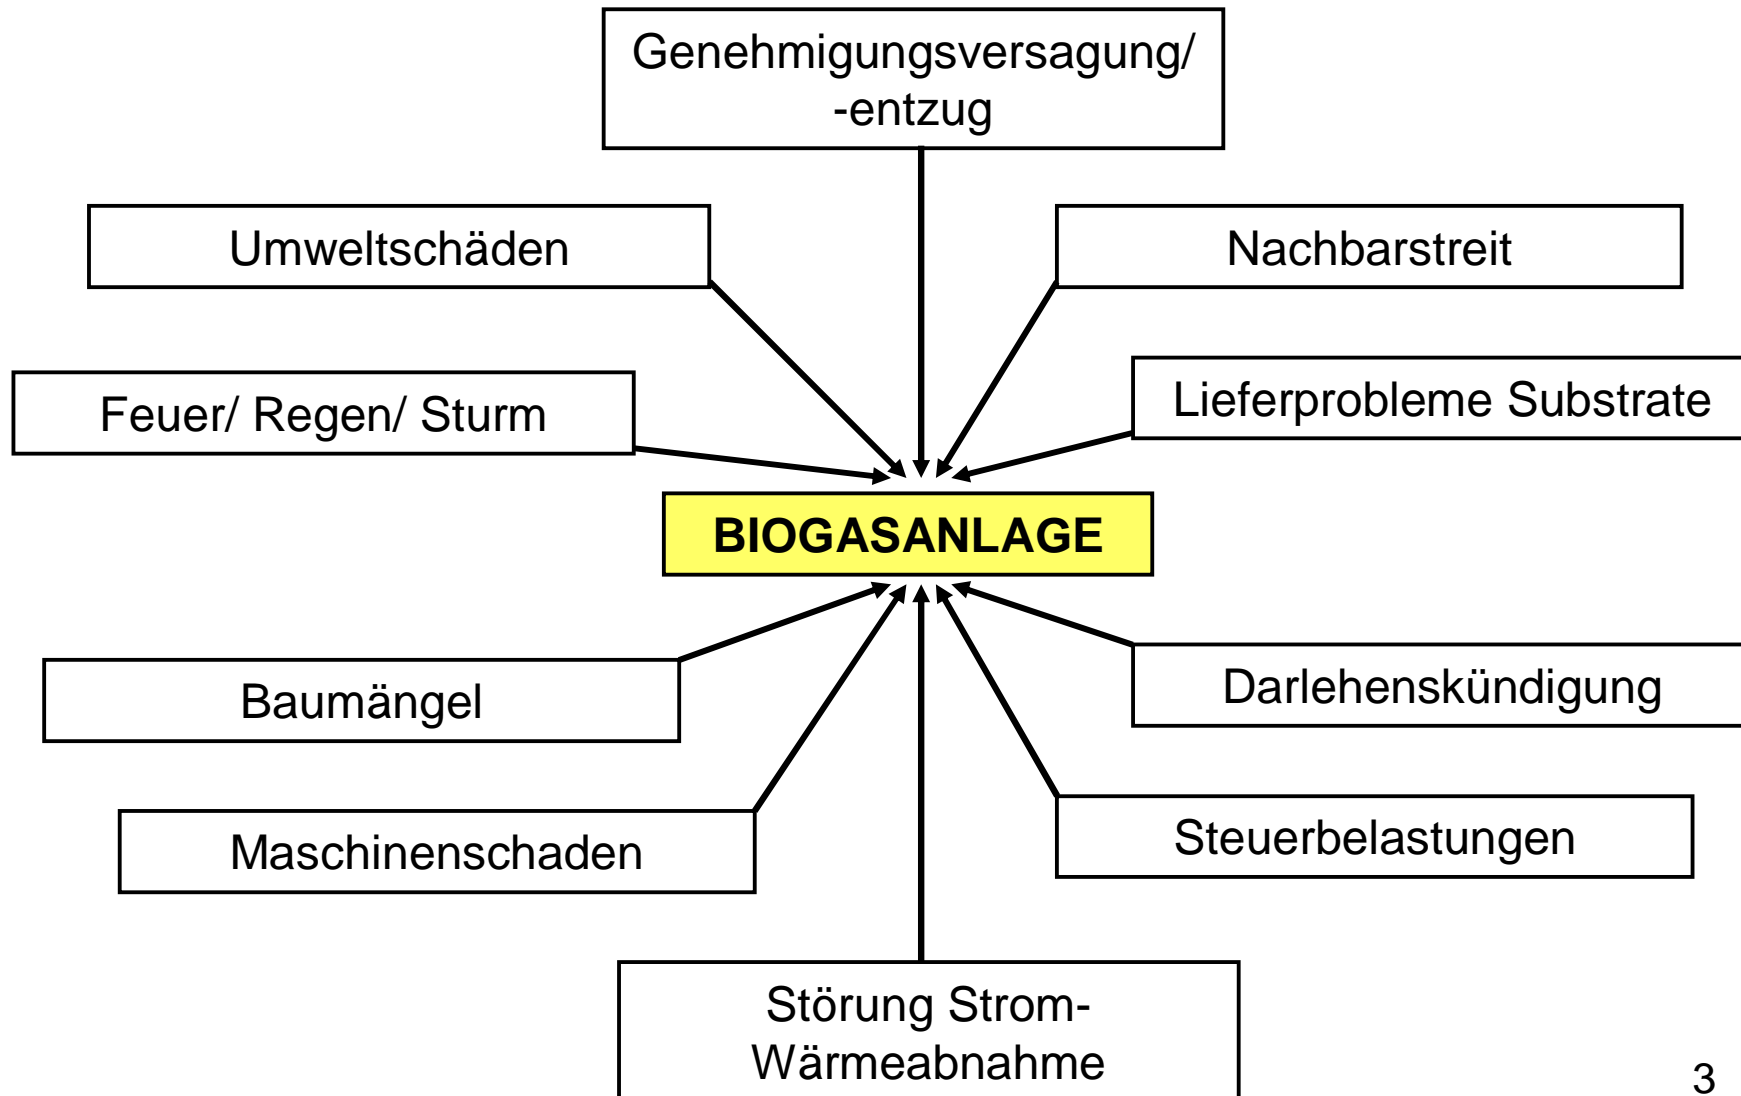 Genehmigungsversagung/
-entzug
Umweltschäden
Nachbarstreit
Feuer/ Regen/ Sturm
Lieferprobleme Substrate
BIOGASANLAGE
Baumängel
Darlehenskündigung
Maschinenschaden
Steuerbelastungen
Störung Strom-
Wärmeabnahme
3